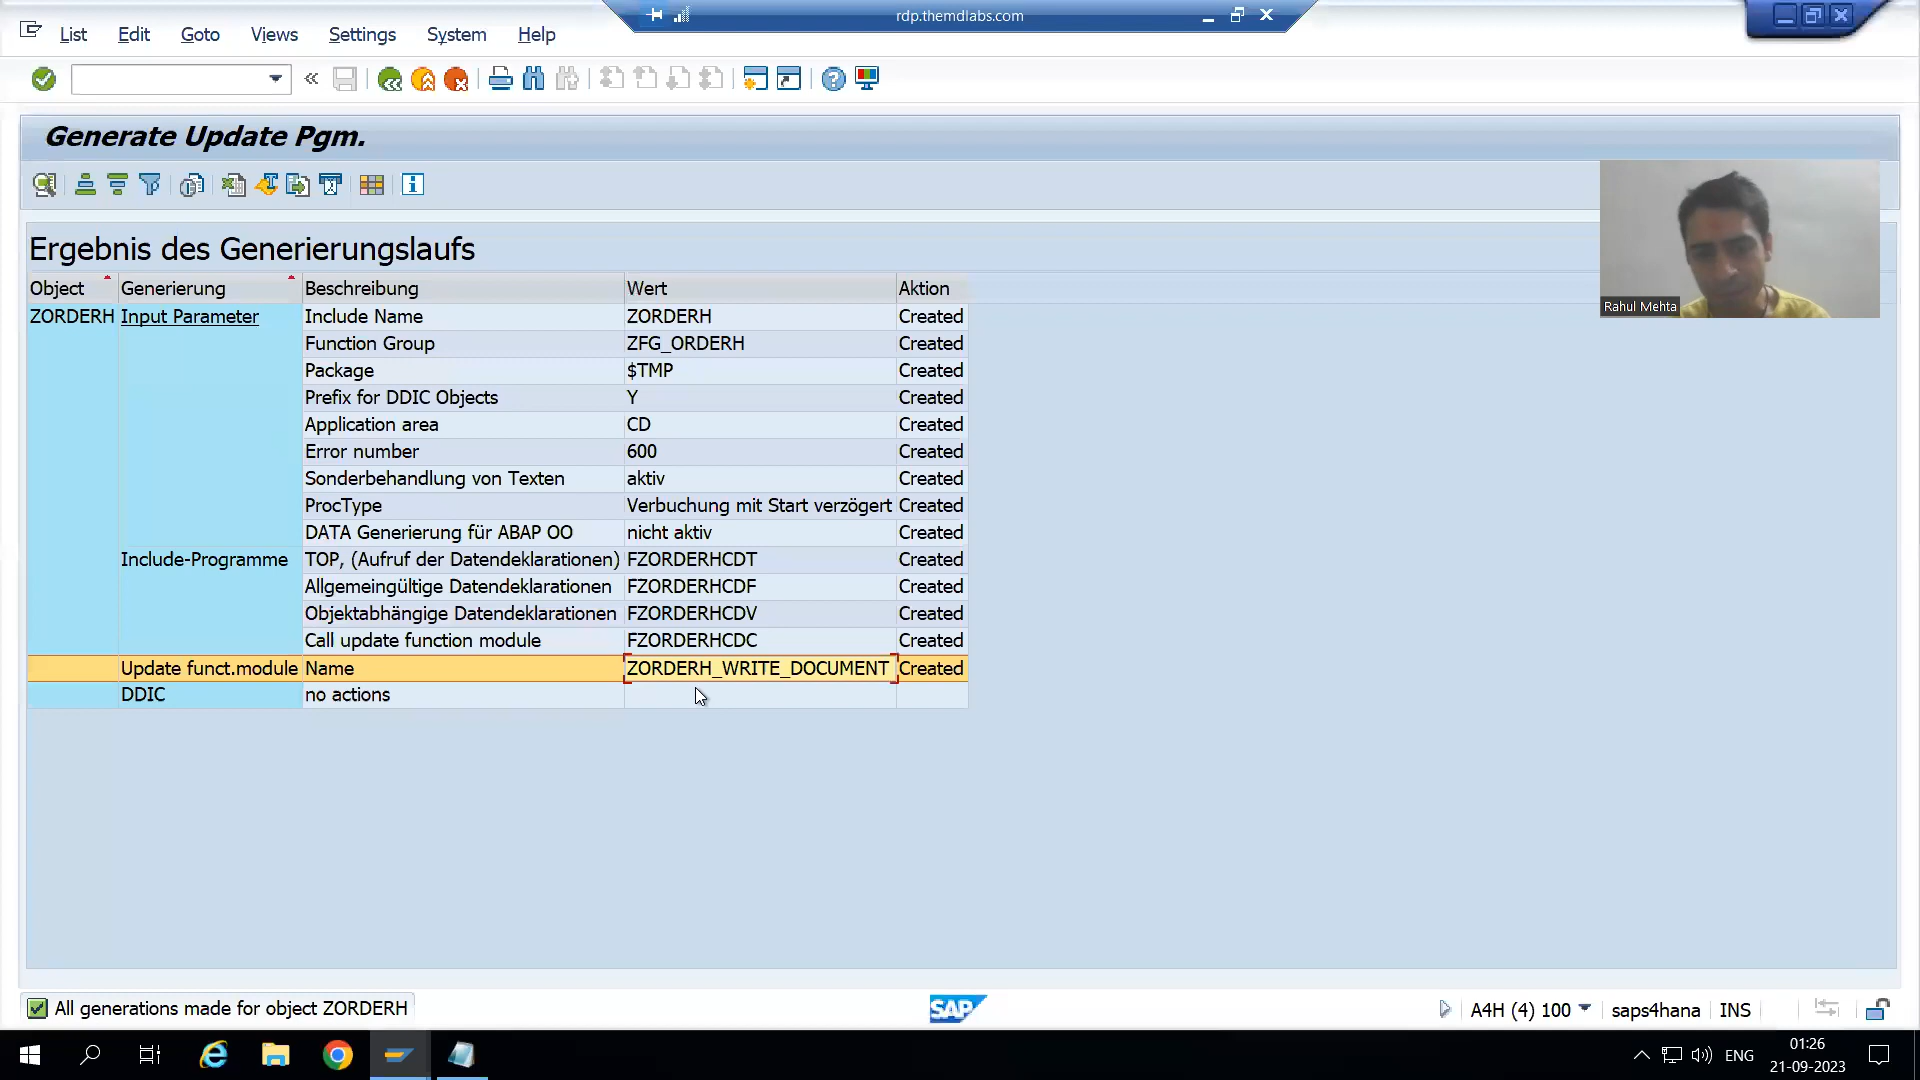 rdp.themdlabs.com
List Edit Goto Views Settings System Help
Generate Update Pgm.
Ergebnis des Generierungslaufs
Object Generierung Beschreibung Wert Aktion
ZORDERH Input Parameter Include Name ZORDERH Created
Function Group ZFG_ORDERH Created
Package $TMP Created
Prefix for DDIC Objects Y Created
Application area CD Created
Error number 600 Created
Sonderbehandlung von Texten aktiv Created
ProcType Verbuchung mit Start verzögert Created
DATA Generierung für ABAP OO nicht aktiv Created
Include-Programme TOP, (Aufruf der Datendeklarationen) FZORDERHCDT Created
Allgemeingültige Datendeklarationen FZORDERHCDF Created
Objektabhängige Datendeklarationen FZORDERHCDV Created
Call update function module FZORDERHCDC Created
Update funct.module Name ZORDERH_WRITE_DOCUMENT Created
DDIC no actions
Rahul Mehta
All generations made for object ZORDERH
SAP
A4H (4) 100 saps4hana INS
ENG
01:26
21-09-2023